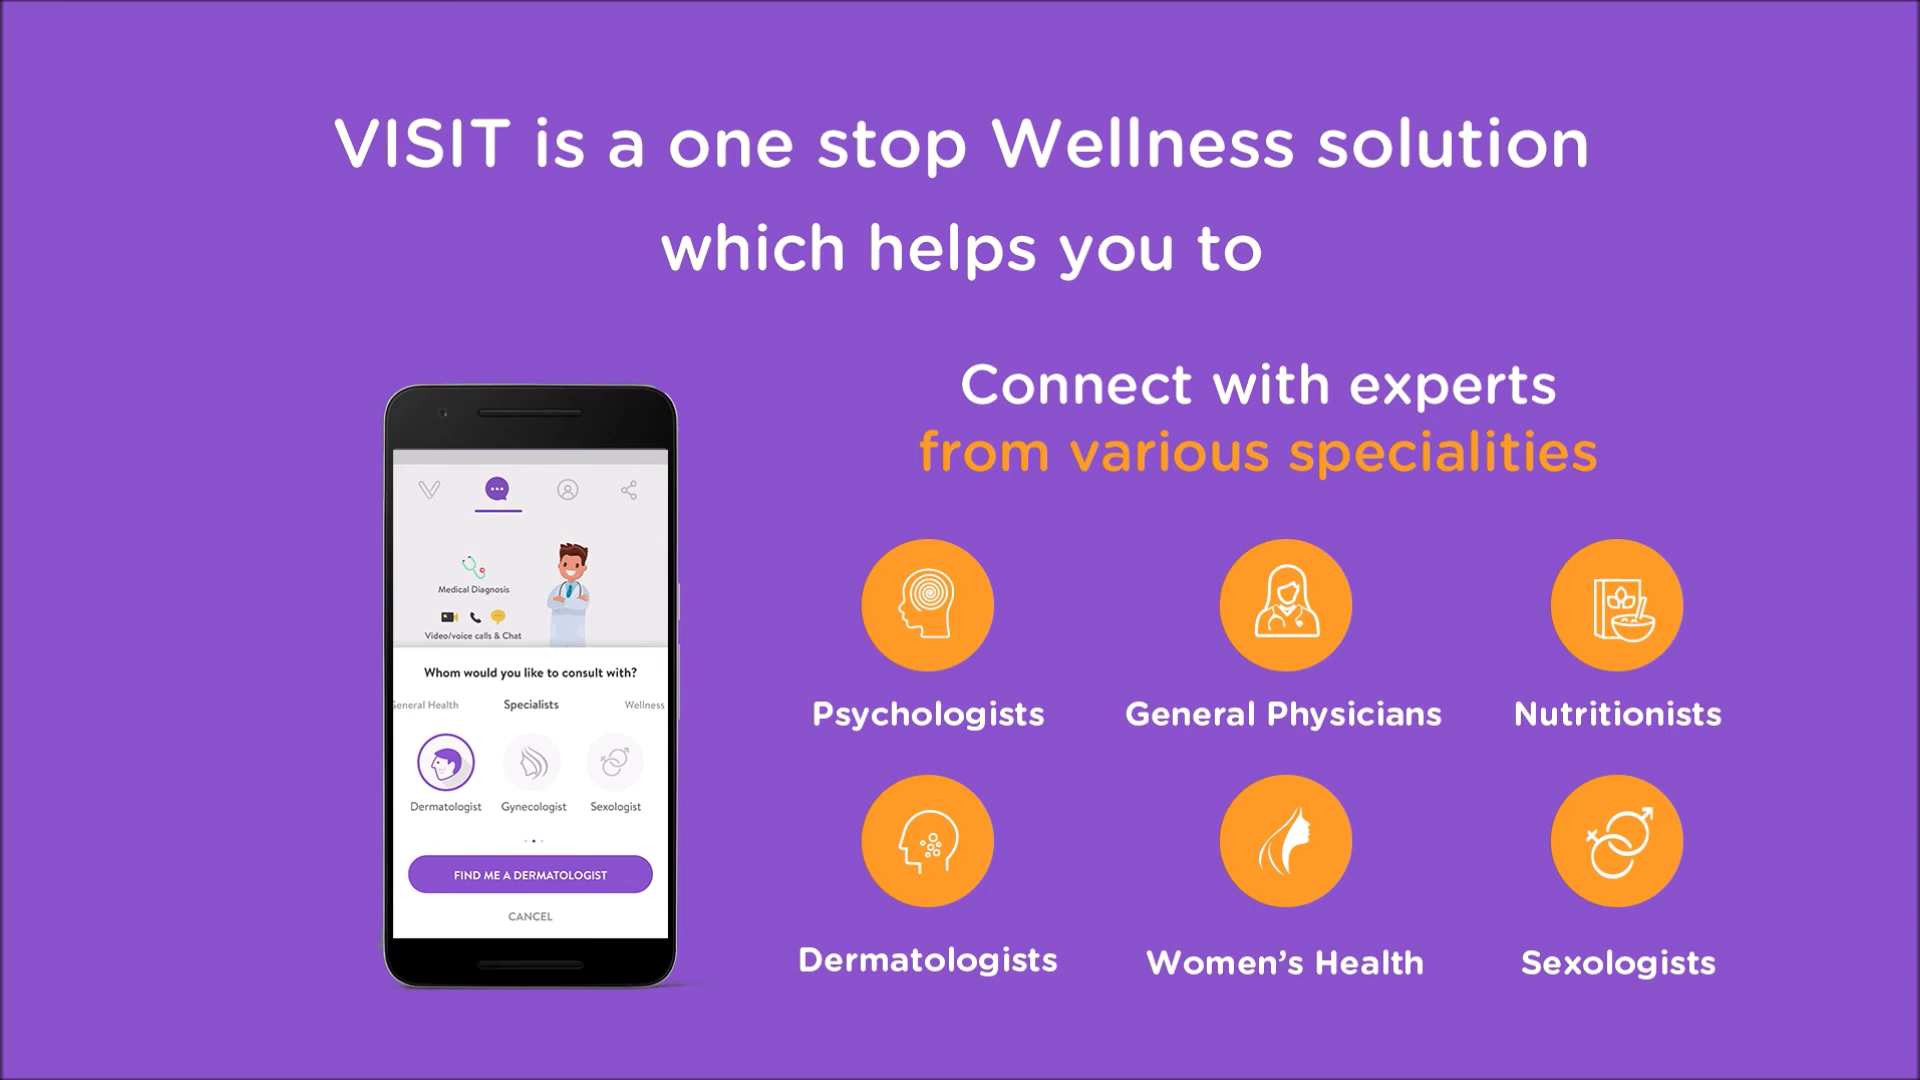 VISIT is a one stop Wellness solution
which helps you to
Connect with experts
from various specialities
Medical Diagnosis
Video/voice calls & Chat
Whom would you like to consult with?
General Health Specialists Wellness
Dermatologist Gynecologist Sexologist
FIND ME A DERMATOLOGIST
CANCEL
Psychologists General Physicians Nutritionists
Dermatologists Women's Health Sexologists